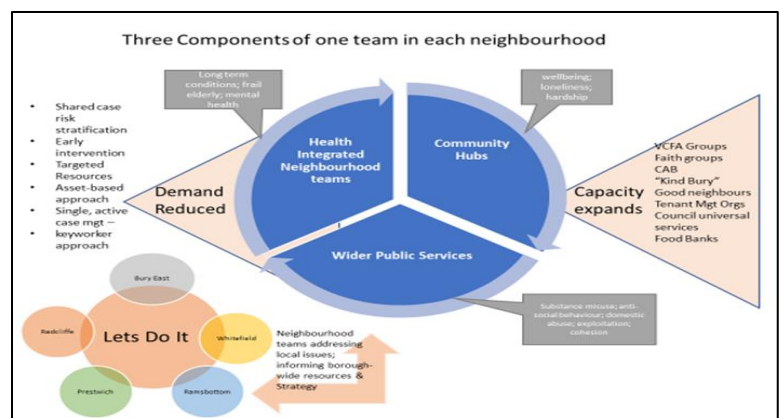 Three Components of one team in each neighbourhood
Long term
conditions; frail
elderly; mental
health
wellbeing;
loneliness;
hardship
• Shared case
risk
stratification
• Early
intervention
• Targeted
Resources
• Asset-based
approach
• Single, active
case mgt –
• keyworker
approach
Demand
Reduced
Health
Integrated
Neighbourhood
teams
Community
Hubs
Wider Public Services
Capacity
expands
VCFA Groups
Faith groups
CAB
"Kind Bury"
Good neighbours
Tenant Mgt Orgs
Council universal
services
Food Banks
Substance misuse; anti-
social behaviour; domestic
abuse; exploitation;
cohesion
Bury East
Radcliffe
Lets Do It
Whitefield
Prestwich
Ramsbottom
Neighbourhood
teams addressing
local issues;
informing borough-
wide resources &
Strategy